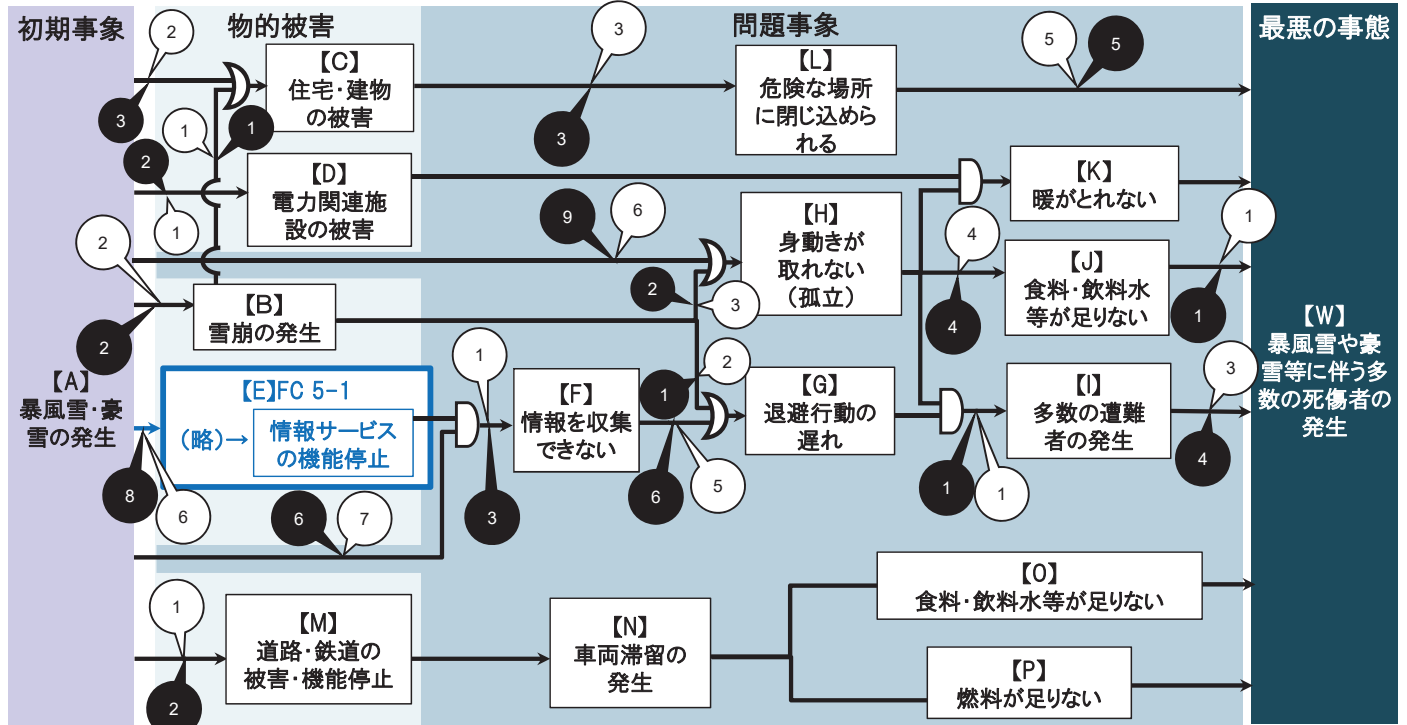 初期事象
物的被害
問題事象
最悪の事態
2
3
5
5
【C】
住宅・建物
の被害
【L】
危険な場所
に閉じ込めら
れる
3
3
1
1
2
1
【D】
電力関連施
設の被害
【K】
暖がとれない
9
6
【H】
身動きが
取れない
（孤立）
4
4
1
1
2
2
【B】
雪崩の発生
2
3
【J】
食料・飲料水
等が足りない
【A】
暴風雪・豪
雪の発生
【W】
暴風雪や豪
雪等に伴う多
数の死傷者の
発生
【E】FC 5-1
（略）→
情報サービス
の機能停止
8
6
1
3
【F】
情報を収集
できない
1
2
6
5
【G】
退避行動の
遅れ
1
1
【I】
多数の遭難
者の発生
3
4
6
7
1
2
【M】
道路・鉄道の
被害・機能停止
【N】
車両滞留の
発生
【O】
食料・飲料水等が足りない
【P】
燃料が足りない